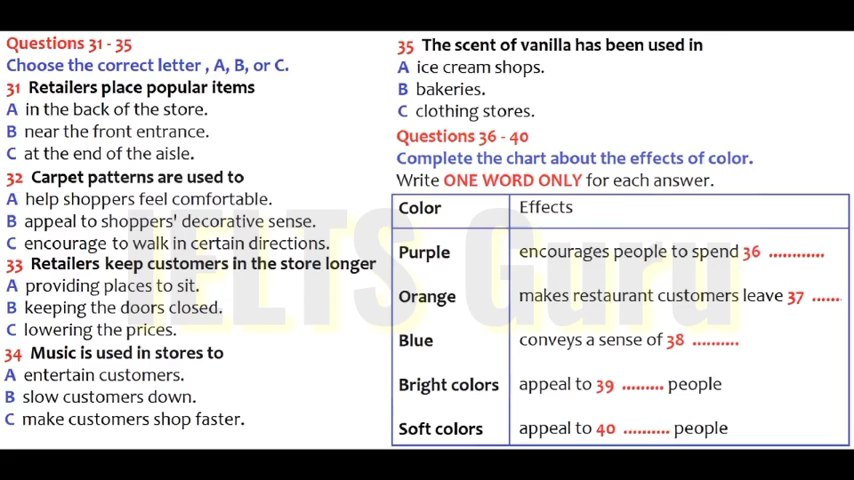 Questions 31 - 35
Choose the correct letter , A, B, or C.
31 Retailers place popular items
A in the back of the store.
B near the front entrance.
C at the end of the aisle.
32 Carpet patterns are used to
A help shoppers feel comfortable.
B appeal to shoppers' decorative sense.
C encourage to walk in certain directions.
33 Retailers keep customers in the store longer
A providing places to sit.
B keeping the doors closed.
C lowering the prices.
34 Music is used in stores to
A entertain customers.
B slow customers down.
C make customers shop faster.
35 The scent of vanilla has been used in
A ice cream shops.
B bakeries.
C clothing stores.
Questions 36 - 40
Complete the chart about the effects of color.
Write ONE WORD ONLY for each answer.
Color Effects
Purple encourages people to spend 36 ............
Orange makes restaurant customers leave 37 ......
Blue conveys a sense of 38 ..........
Bright colors appeal to 39 ......... people
Soft colors appeal to 40 .......... people
IELTS Guru